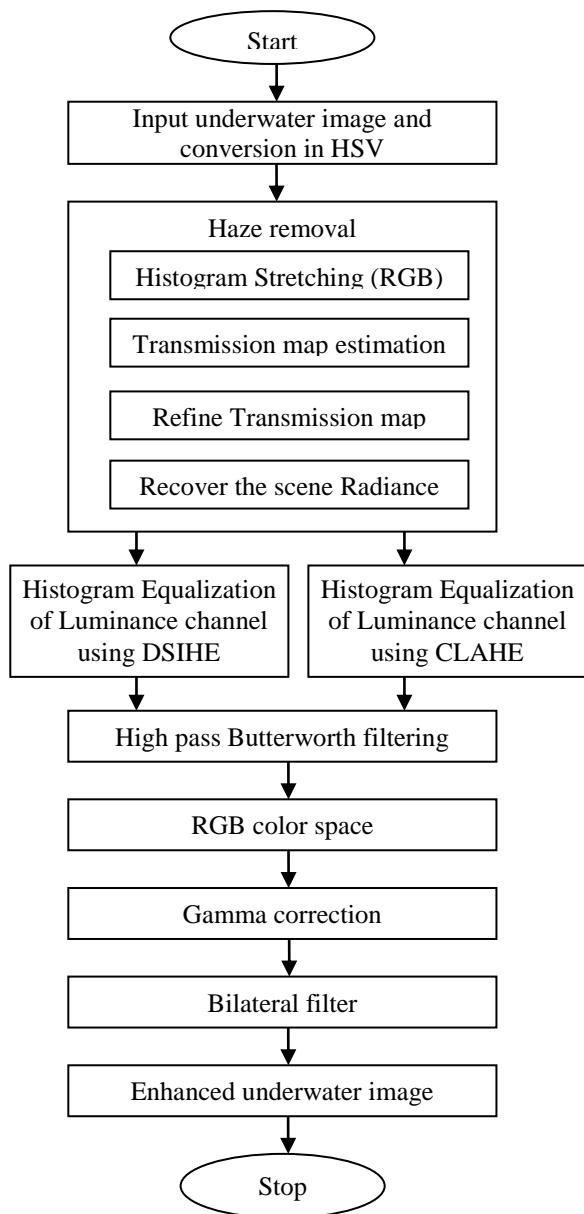 Start
Input underwater image and
conversion in HSV
Haze removal
Histogram Stretching (RGB)
Transmission map estimation
Refine Transmission map
Recover the scene Radiance
Histogram Equalization
of Luminance channel
using DSIHE
Histogram Equalization
of Luminance channel
using CLAHE
High pass Butterworth filtering
RGB color space
Gamma correction
Bilateral filter
Enhanced underwater image
Stop